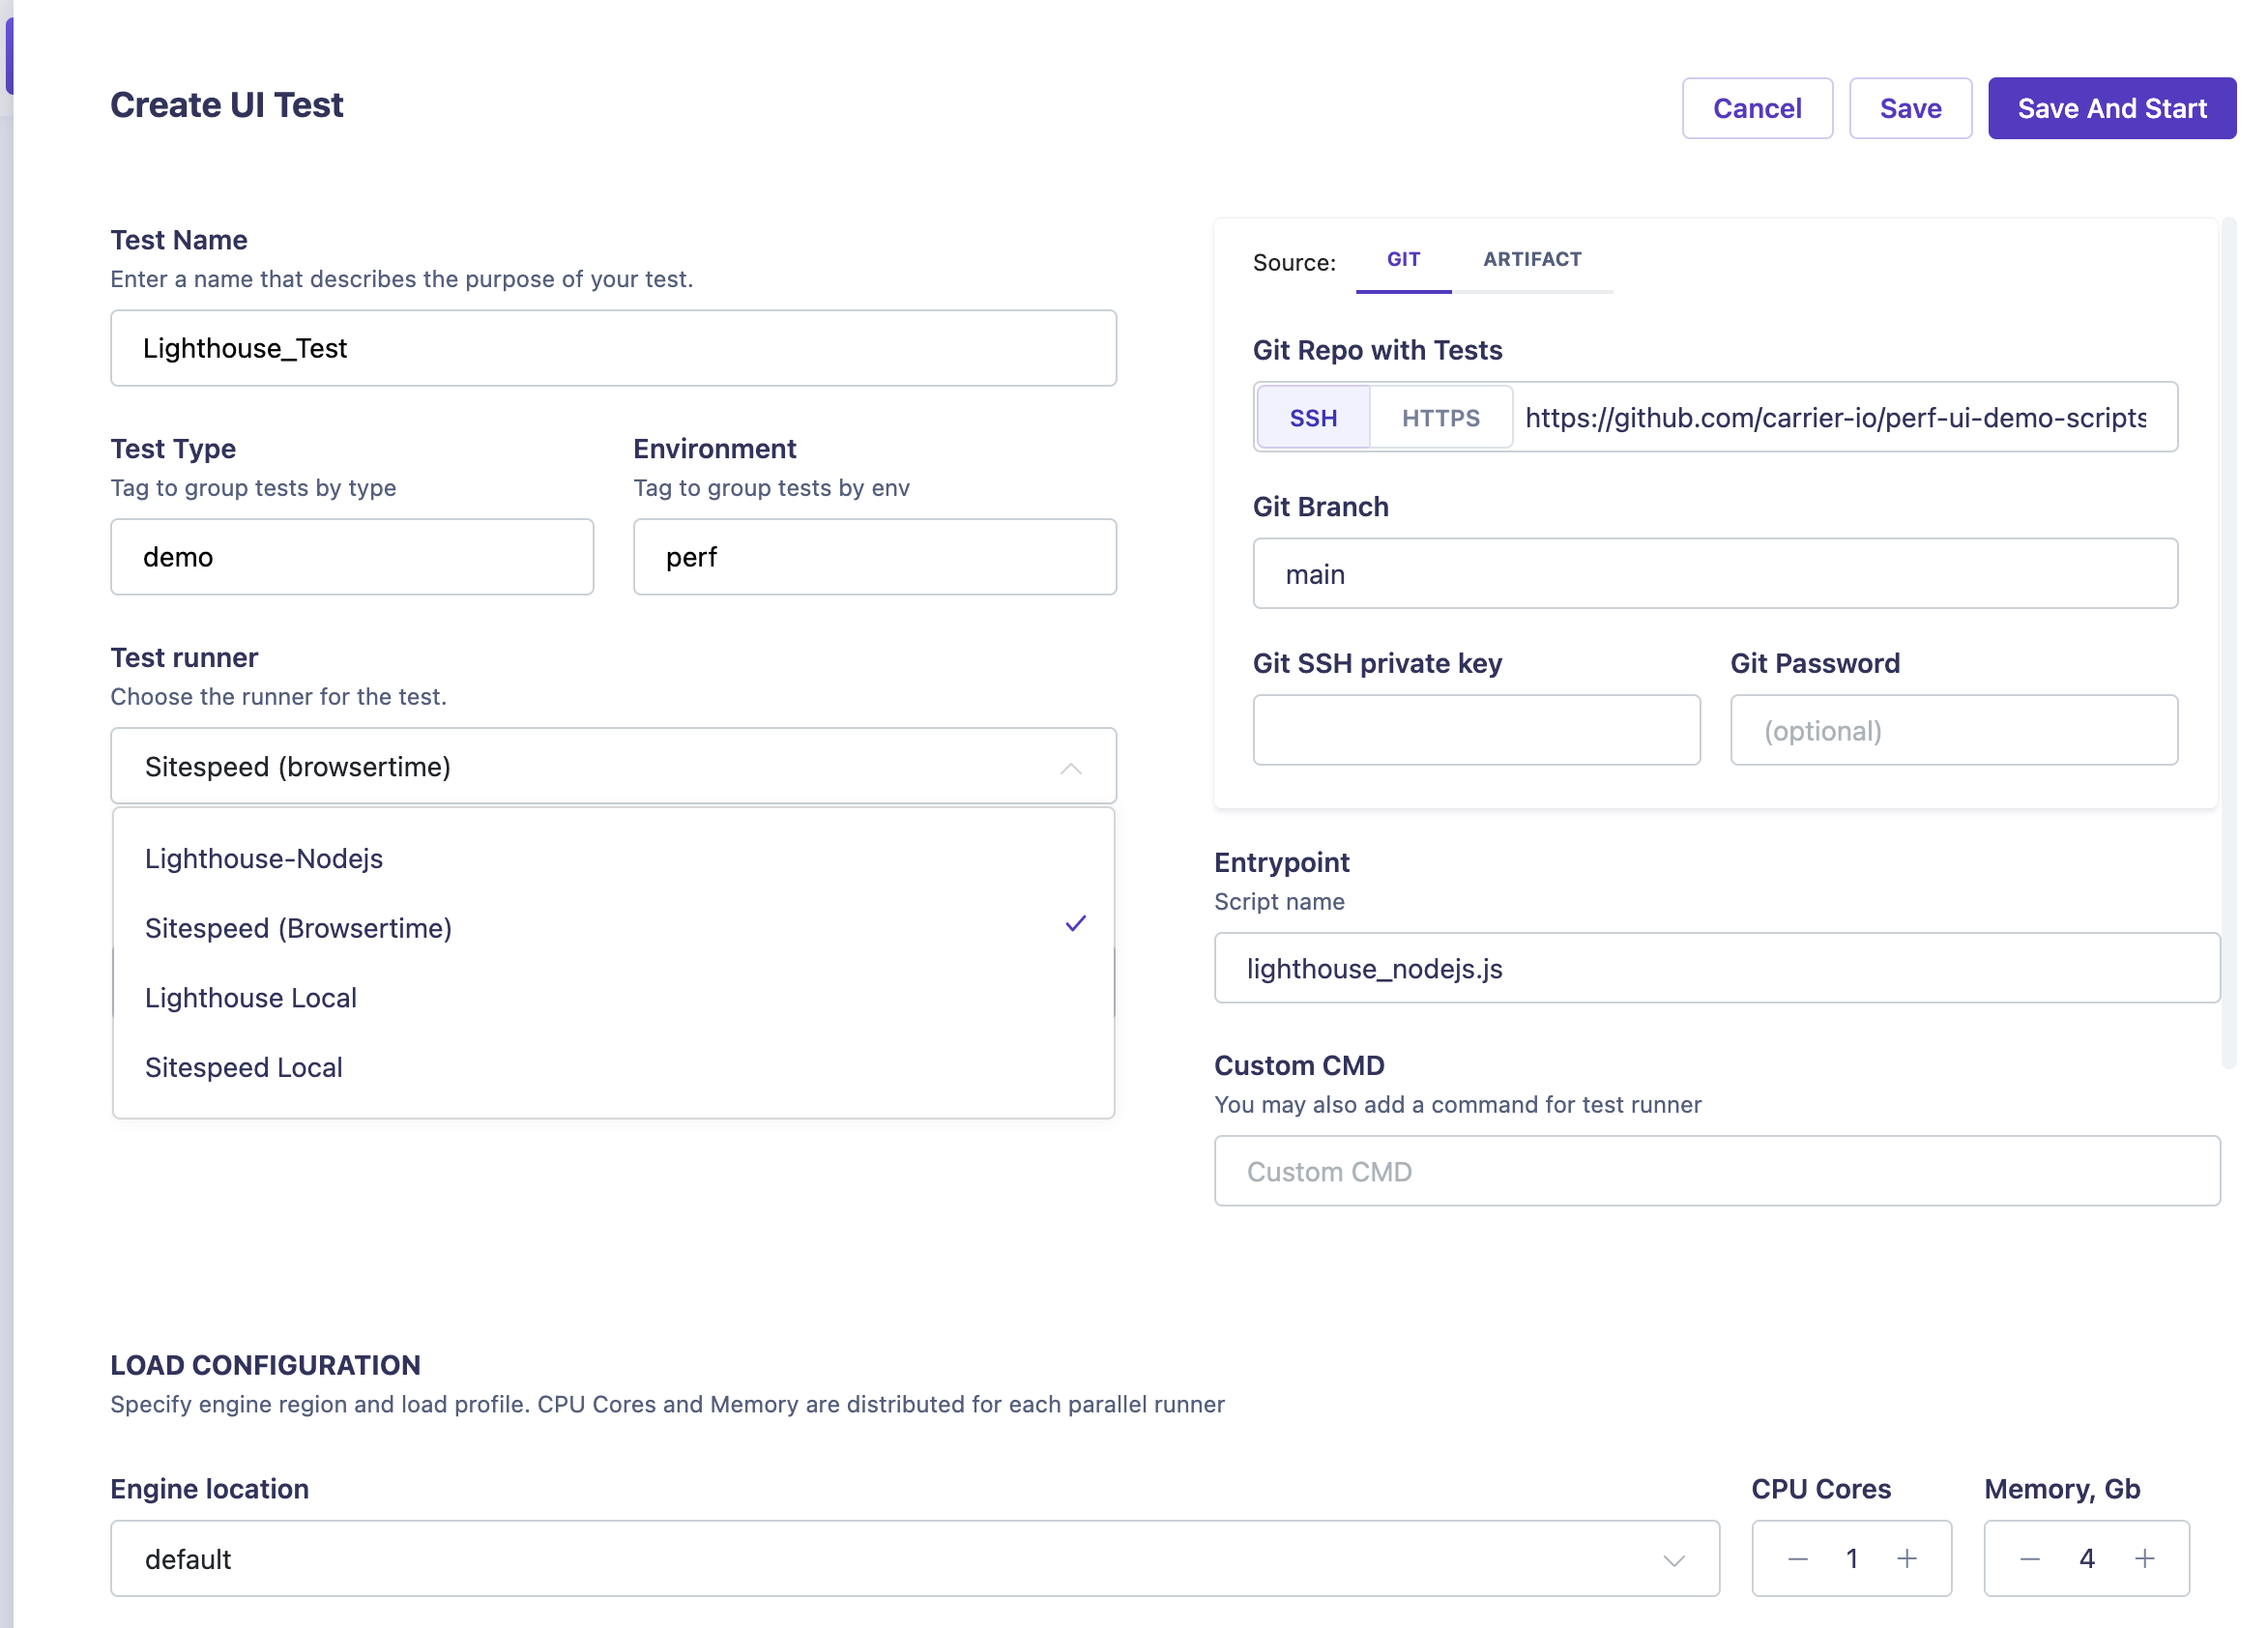 Create UI Test
Cancel
Save
Save And Start
Test Name
Enter a name that describes the purpose of your test.
Lighthouse_Test
Test Type
Tag to group tests by type
demo
Environment
Tag to group tests by env
perf
Test runner
Choose the runner for the test.
Sitespeed (browsertime)
Lighthouse-Nodejs
Sitespeed (Browsertime)
Lighthouse Local
Sitespeed Local
Source:
GIT
ARTIFACT
Git Repo with Tests
SSH
HTTPS
https://github.com/carrier-io/perf-ui-demo-scripts
Git Branch
main
Git SSH private key
Git Password
(optional)
Entrypoint
Script name
lighthouse_nodejs.js
Custom CMD
You may also add a command for test runner
Custom CMD
LOAD CONFIGURATION
Specify engine region and load profile. CPU Cores and Memory are distributed for each parallel runner
Engine location
default
CPU Cores
1
Memory, Gb
4